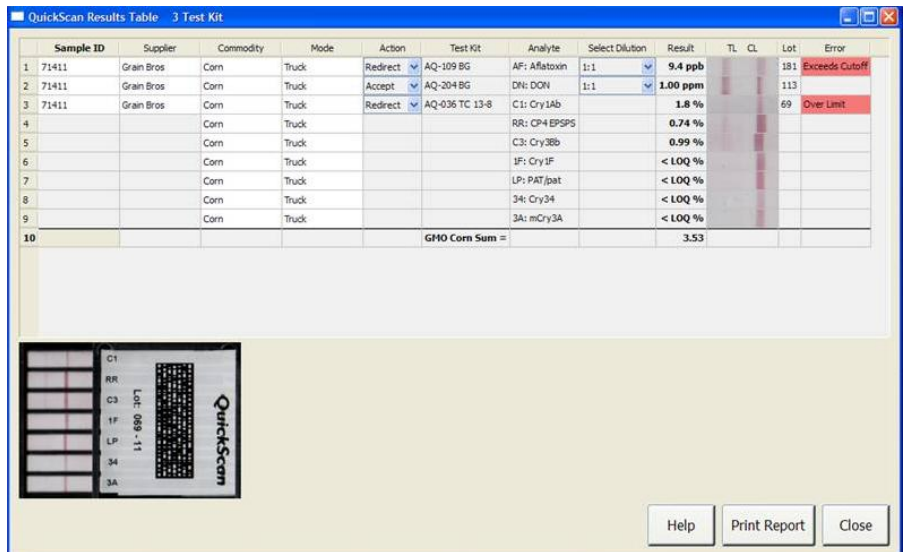 QuickScan Results Table 3 Test Kit
Sample ID Supplier Commodity Mode Action Test Kit Analyte Select Dilution Result TL CL Lot Error
1 71411 Grain Bros Corn Truck Redirect AQ-109 BG AF: Aflatoxin 1:1 9.4 ppb 181 Exceeds Cutoff
2 71411 Grain Bros Corn Truck Accept AQ-204 BG DN: DON 1:1 1.00 ppm 113
3 71411 Grain Bros Corn Truck Redirect AQ-036 TC 13-8 C1: Cry1Ab 1.8 % 69 Over Limit
4 Corn Truck RR: CP4 EPSPS 0.74 %
5 Corn Truck C3: Cry3Bb 0.99 %
6 Corn Truck 1F: Cry1F < LOQ %
7 Corn Truck LP: PAT/pat < LOQ %
8 Corn Truck 34: Cry34 < LOQ %
9 Corn Truck 3A: mCry3A < LOQ %
10 GMO Corn Sum = 3.53
C1
RR
C3
1F
LP
34
3A
Lot: 069 - 11
QuickScan
Help Print Report Close